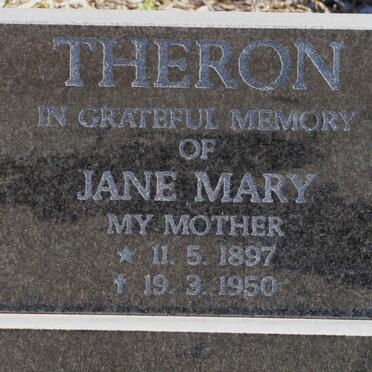 THERON
IN GRATEFUL MEMORY
OF
JANE MARY
MY MOTHER
★ 11. 5. 1897
✝ 19. 3. 1950